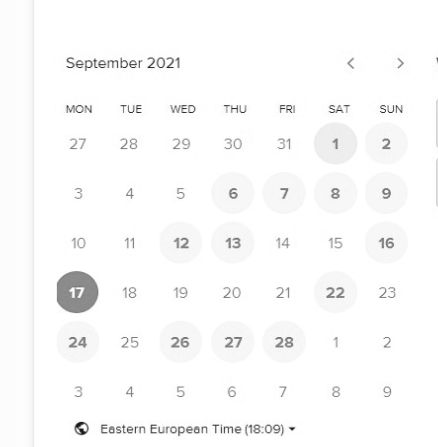 September 2021
MON TUE WED THU FRI SAT SUN
27 28 29 30 31 1 2
3 4 5 6 7 8 9
10 11 12 13 14 15 16
17 18 19 20 21 22 23
24 25 26 27 28 1 2
3 4 5 6 7 8 9
Eastern European Time (18:09)